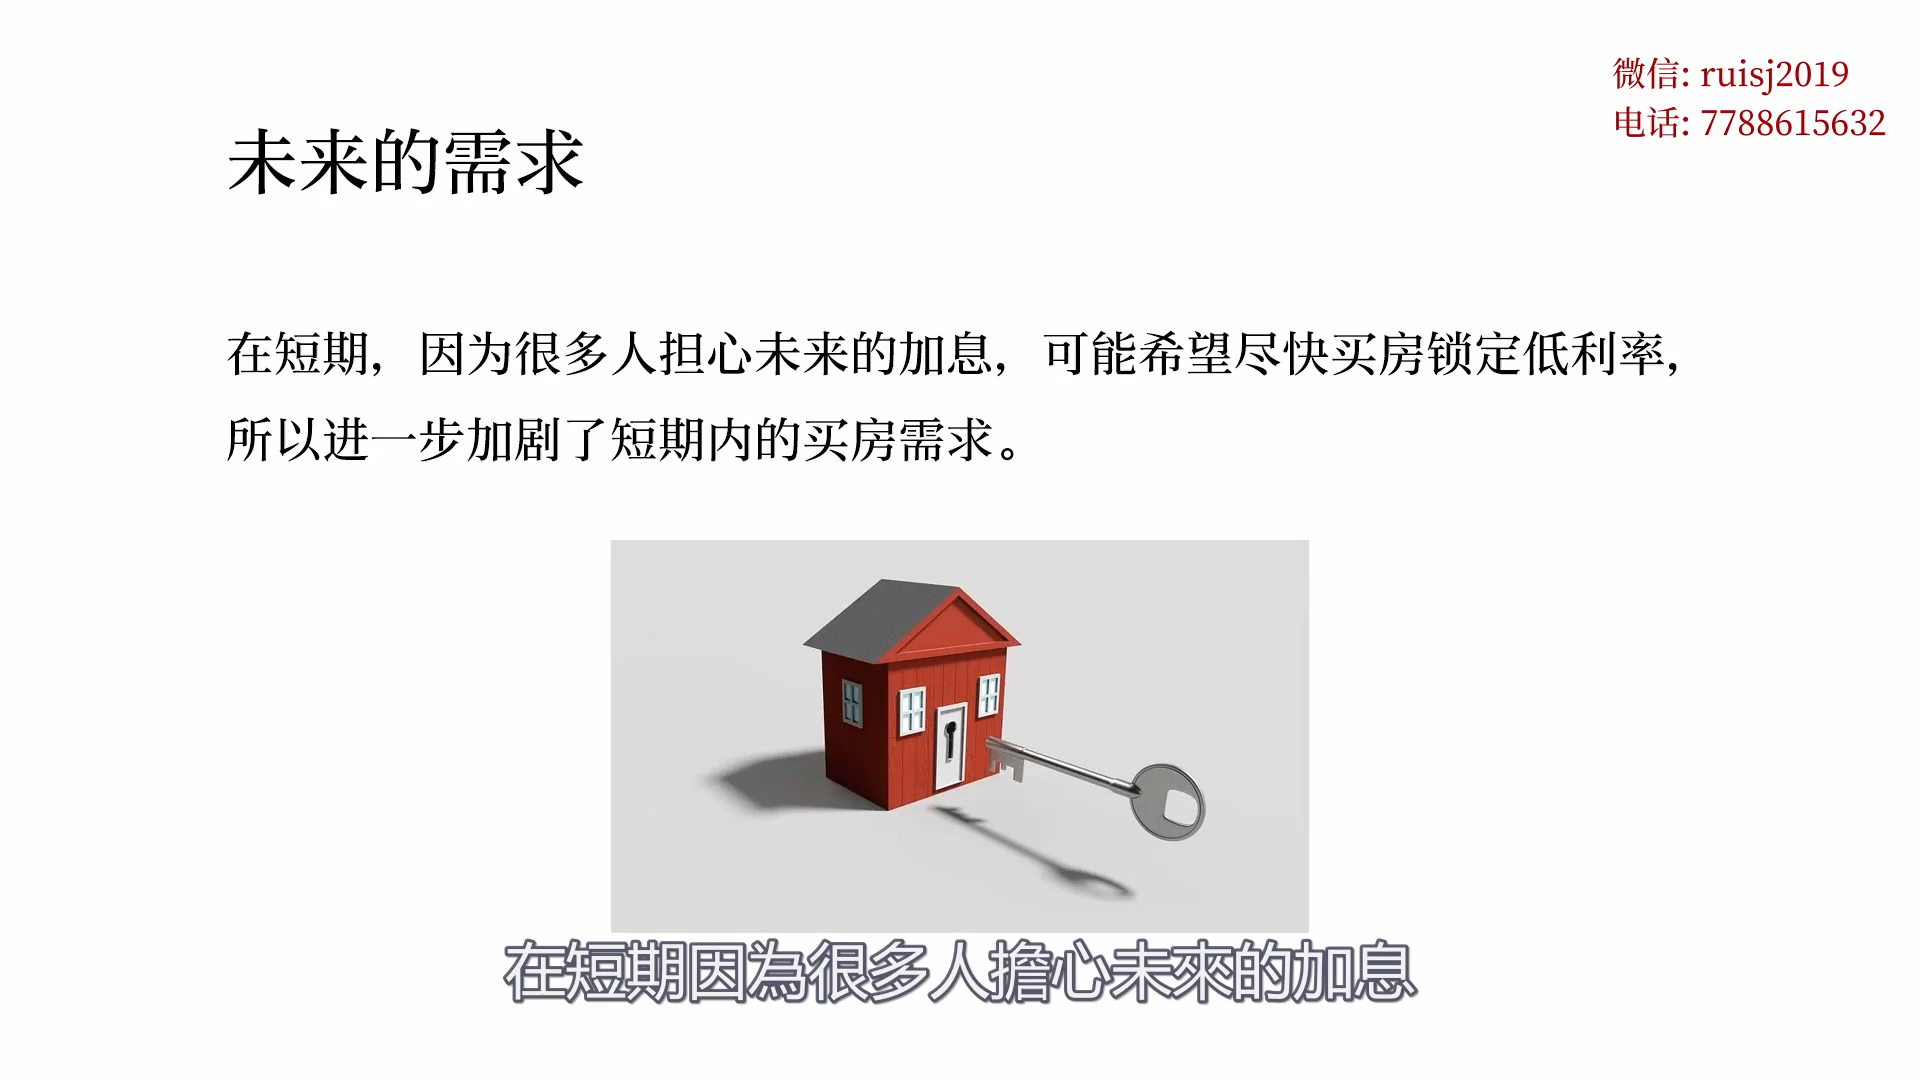 微信: ruisj2019
电话: 7788615632
未来的需求
在短期，因为很多人担心未来的加息，可能希望尽快买房锁定低利率，
所以进一步加剧了短期内的买房需求。
在短期因為很多人擔心未來的加息